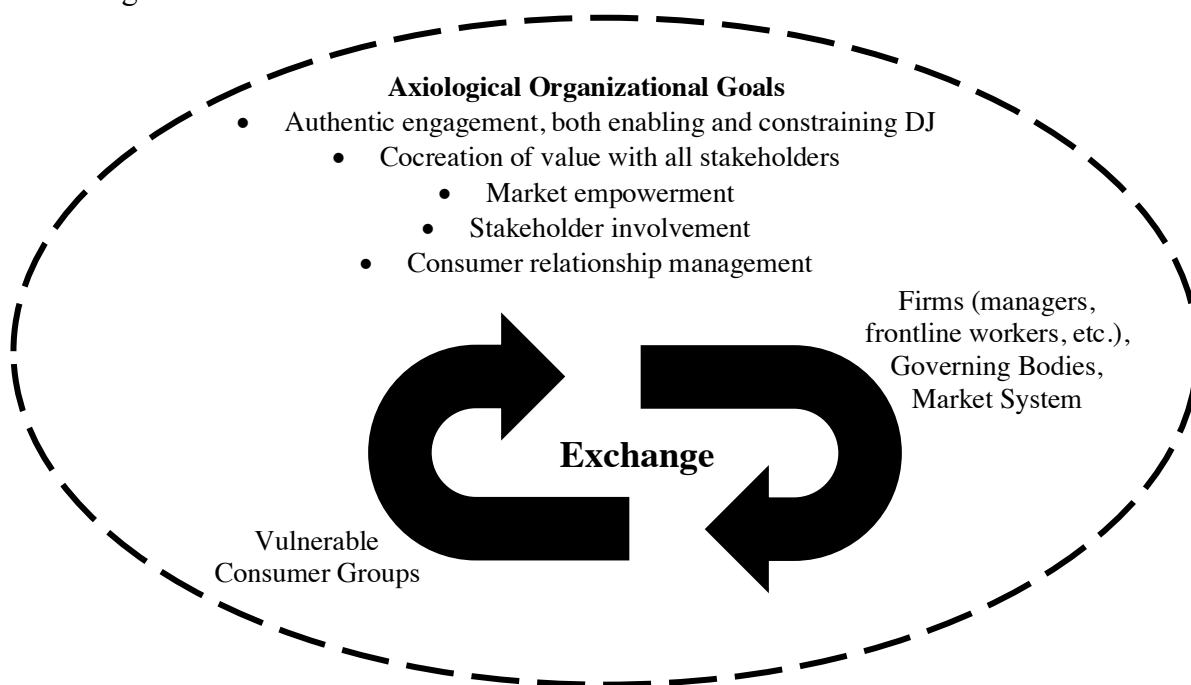 Axiological Organizational Goals
• Authentic engagement, both enabling and constraining DJ
• Cocreation of value with all stakeholders
• Market empowerment
• Stakeholder involvement
• Consumer relationship management
Firms (managers,
frontline workers, etc.),
Governing Bodies,
Market System
Exchange
Vulnerable
Consumer Groups